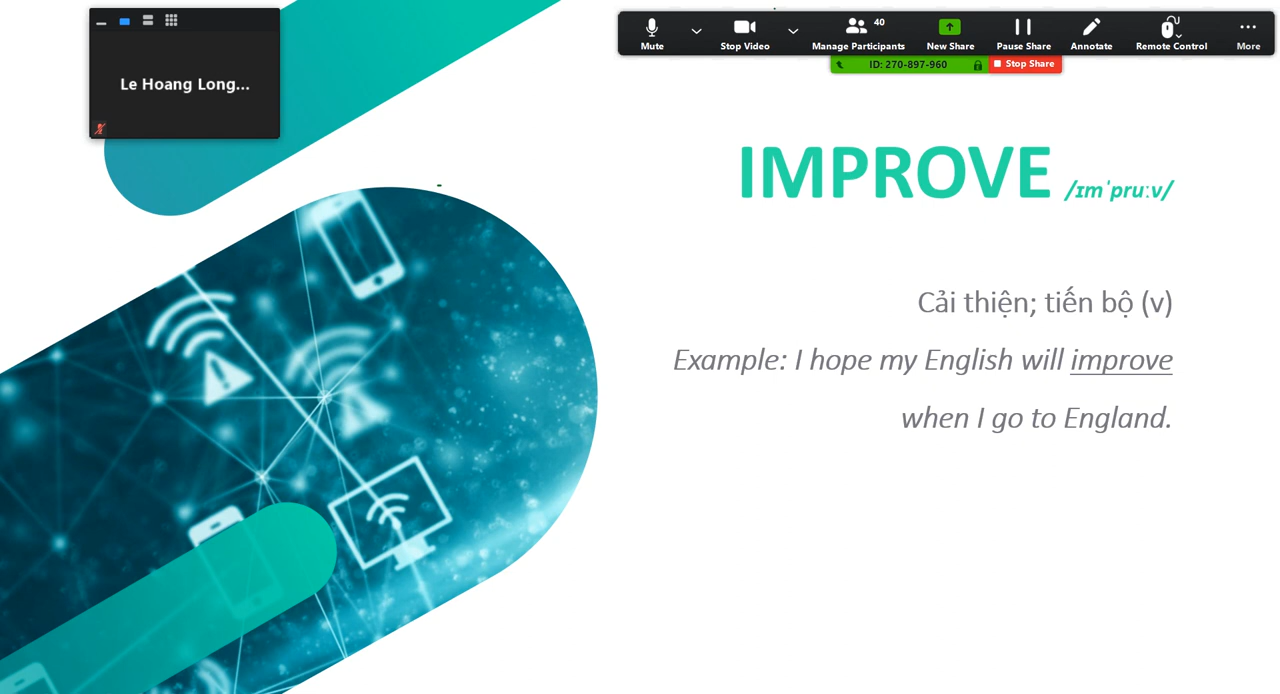 Le Hoang Long...
Mute
Stop Video
Manage Participants
40
New Share
Pause Share
Annotate
Remote Control
More
ID: 270-897-960
Stop Share
IMPROVE /ɪmˈpruːv/
Cải thiện; tiến bộ (v)
Example: I hope my English will improve
when I go to England.